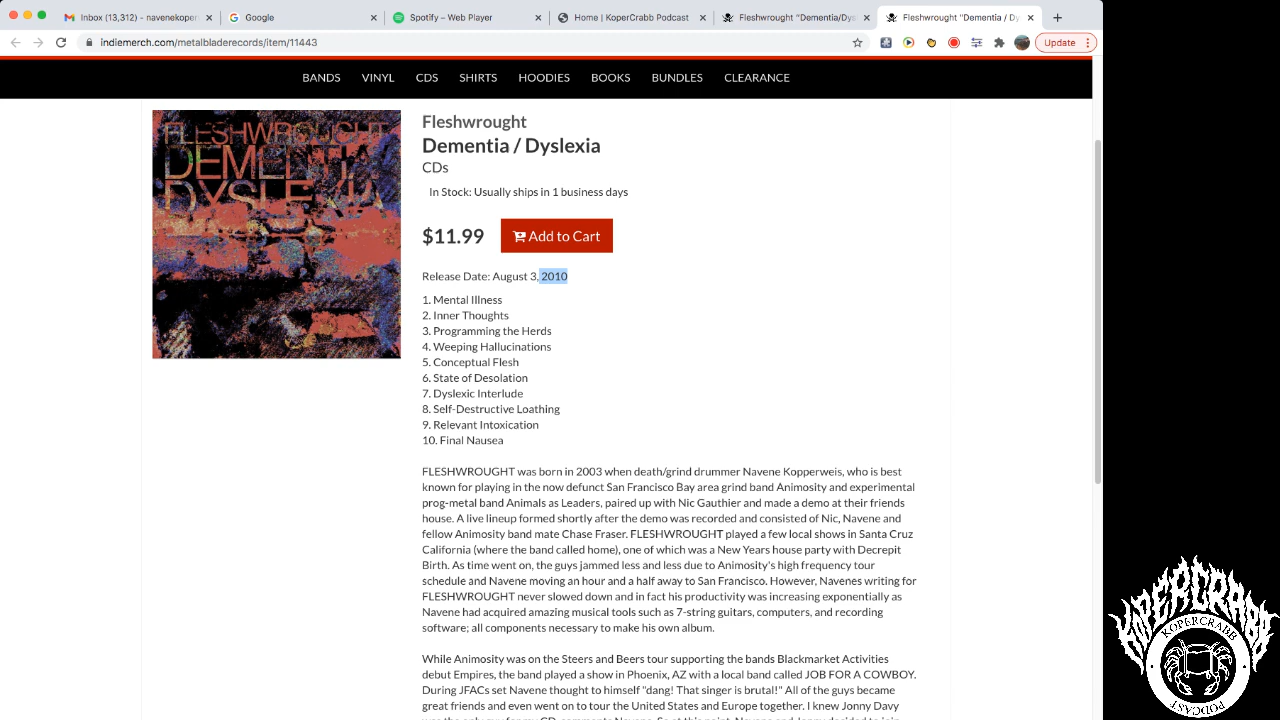 Inbox (13,312) - navenekoper
Google
Spotify – Web Player
Home | KoperCrabb Podcast
Fleshwrought "Dementia/Dys
Fleshwrought "Dementia / Dy
indiemerch.com/metalbladerecords/item/11443
Update
BANDS VINYL CDS SHIRTS HOODIES BOOKS BUNDLES CLEARANCE
FLESHWROUGHT
DEMENTIA
DYSLEXIA
Fleshwrought
Dementia / Dyslexia
CDs
In Stock: Usually ships in 1 business days
$11.99 Add to Cart
Release Date: August 3, 2010
1. Mental Illness
2. Inner Thoughts
3. Programming the Herds
4. Weeping Hallucinations
5. Conceptual Flesh
6. State of Desolation
7. Dyslexic Interlude
8. Self-Destructive Loathing
9. Relevant Intoxication
10. Final Nausea
FLESHWROUGHT was born in 2003 when death/grind drummer Navene Kopperweis, who is best
known for playing in the now defunct San Francisco Bay area grind band Animosity and experimental
prog-metal band Animals as Leaders, paired up with Nic Gauthier and made a demo at their friends
house. A live lineup formed shortly after the demo was recorded and consisted of Nic, Navene and
fellow Animosity band mate Chase Fraser. FLESHWROUGHT played a few local shows in Santa Cruz
California (where the band called home), one of which was a New Years house party with Decrepit
Birth. As time went on, the guys jammed less and less due to Animosity's high frequency tour
schedule and Navene moving an hour and a half away to San Francisco. However, Navenes writing for
FLESHWROUGHT never slowed down and in fact his productivity was increasing exponentially as
Navene had acquired amazing musical tools such as 7-string guitars, computers, and recording
software; all components necessary to make his own album.
While Animosity was on the Steers and Beers tour supporting the bands Blackmarket Activities
debut Empires, the band played a show in Phoenix, AZ with a local band called JOB FOR A COWBOY.
During JFACs set Navene thought to himself "dang! That singer is brutal!" All of the guys became
great friends and even went on to tour the United States and Europe together. I knew Jonny Davy
KOPERCRABB
KOPERCRABB
PODCAST